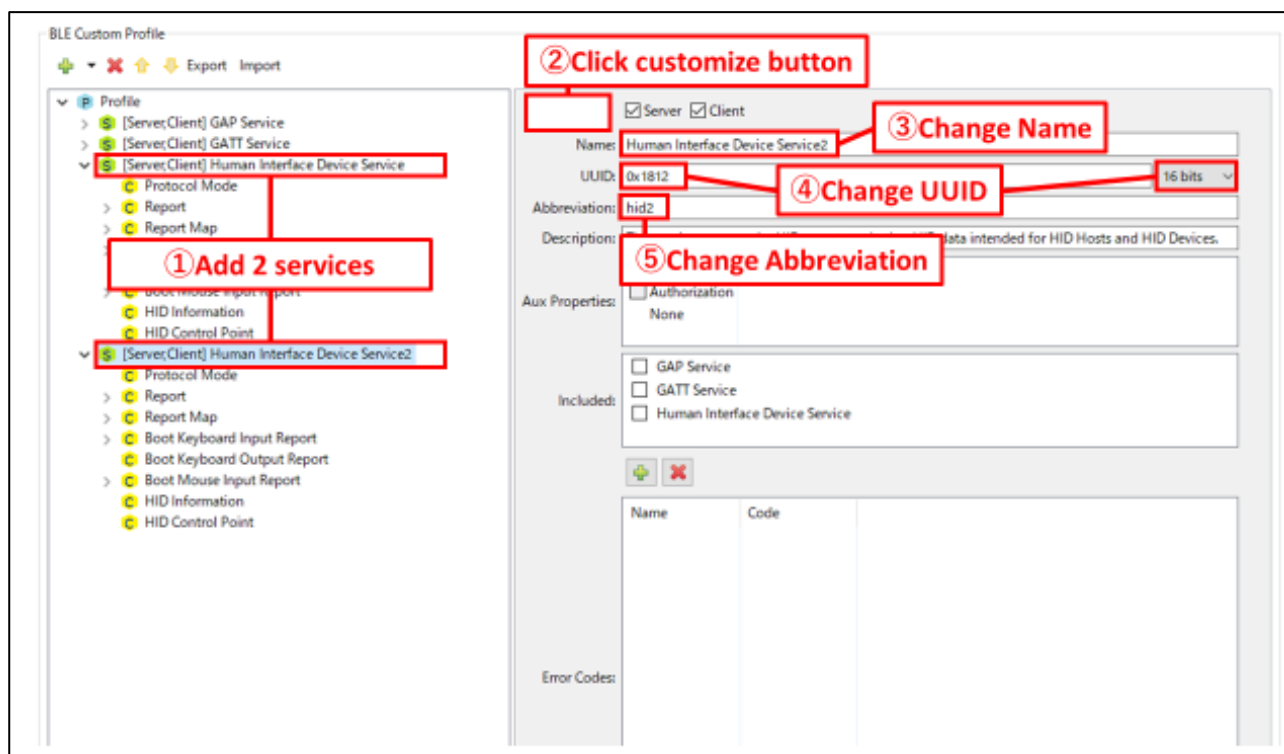 BLE Custom Profile
Export Import
②Click customize button
Profile
[Server,Client] GAP Service
[Server,Client] GATT Service
[Server,Client] Human Interface Device Service
Protocol Mode
Report
Report Map
①Add 2 services
Boot Mouse Input Report
HID Information
HID Control Point
[Server,Client] Human Interface Device Service2
Protocol Mode
Report
Report Map
Boot Keyboard Input Report
Boot Keyboard Output Report
Boot Mouse Input Report
HID Information
HID Control Point
Server Client
③Change Name
Name: Human Interface Device Service2
UUID: 0x1812 16 bits
④Change UUID
Abbreviation: hid2
Description: data intended for HID Hosts and HID Devices.
⑤Change Abbreviation
Aux Properties: Authorization
None
Included: GAP Service
GATT Service
Human Interface Device Service
Name Code
Error Codes: